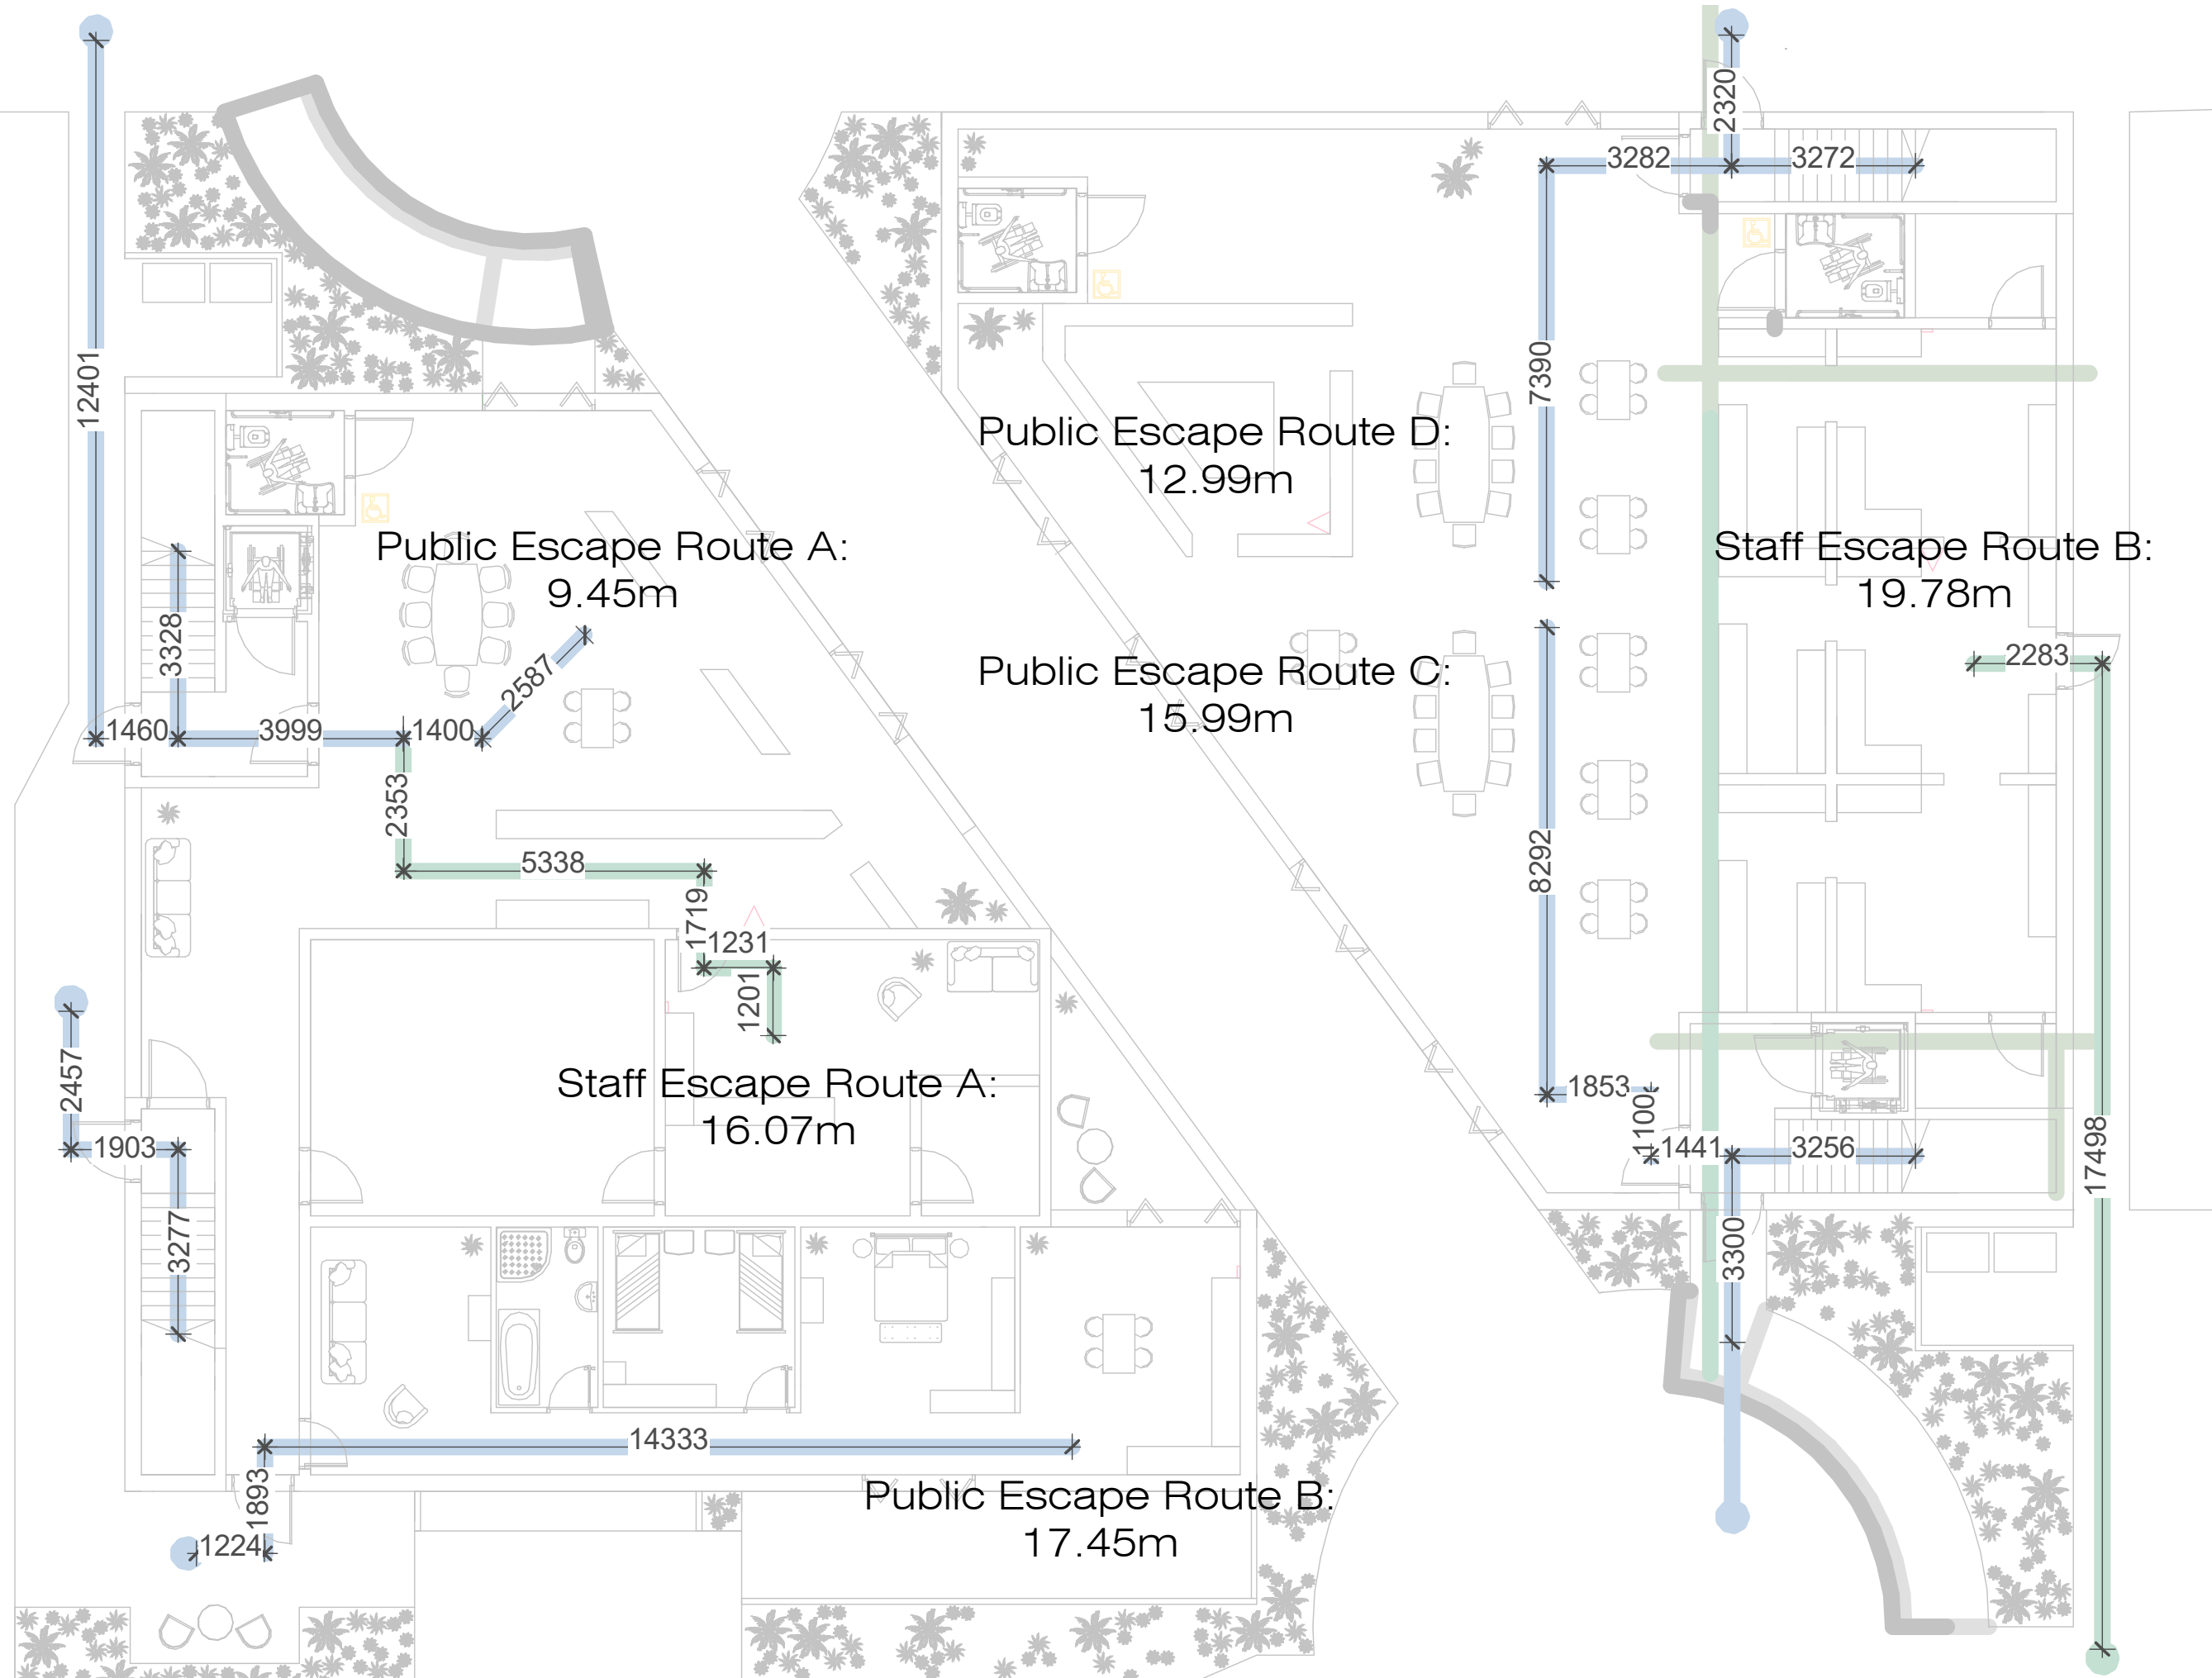 2320
3282
3272
12401
7390
Public Escape Route D:
12.99m
Public Escape Route A:
9.45m
Staff Escape Route B:
19.78m
3328
2587
Public Escape Route C:
15.99m
2283
1460
3999
1400
2353
5338
8292
1719
1231
1201
2457
Staff Escape Route A:
16.07m
1853
1100
1903
1441
3256
17498
3277
3300
14333
1893
Public Escape Route B:
17.45m
1224